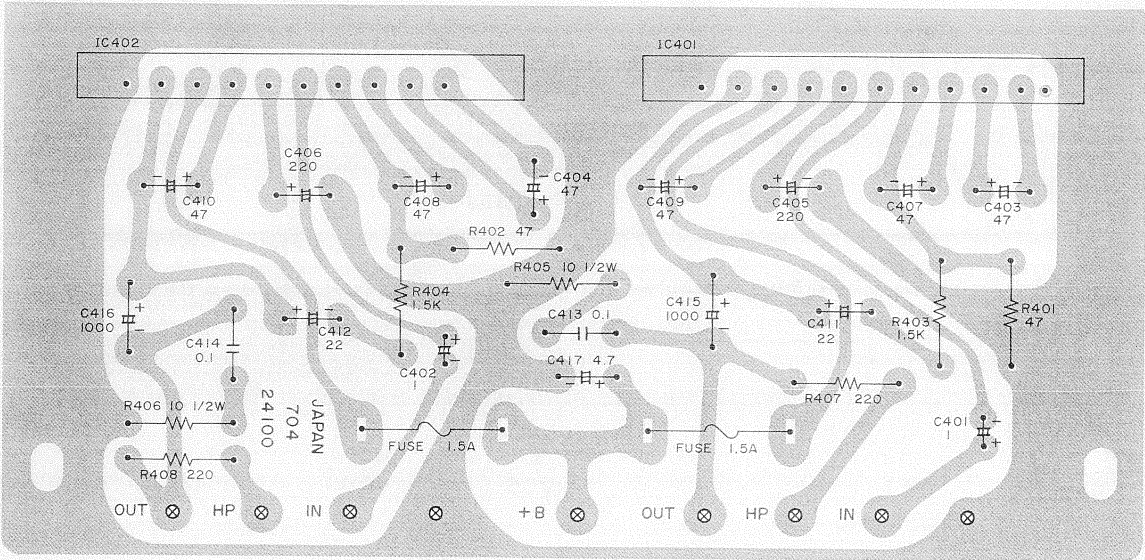 IC402
IC401
C406
220
C410
47
C408
47
C404
47
C409
47
C405
220
C407
47
C403
47
R402 47
R405 10 1/2W
R404
1.5K
C416
1000
C414
0.1
C412
22
C402
1
C413 0.1
C417 4.7
C415
1000
C411
22
R403
1.5K
R401
47
R406 10 1/2W
R407 220
C401
1
JAPAN
704
24100
FUSE 1.5A
FUSE 1.5A
R408 220
OUT
HP
IN
+B
OUT
HP
IN